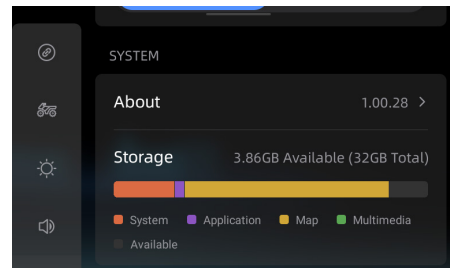 SYSTEM
About 1.00.28 >
Storage 3.86GB Available (32GB Total)
System Application Map Multimedia
Available